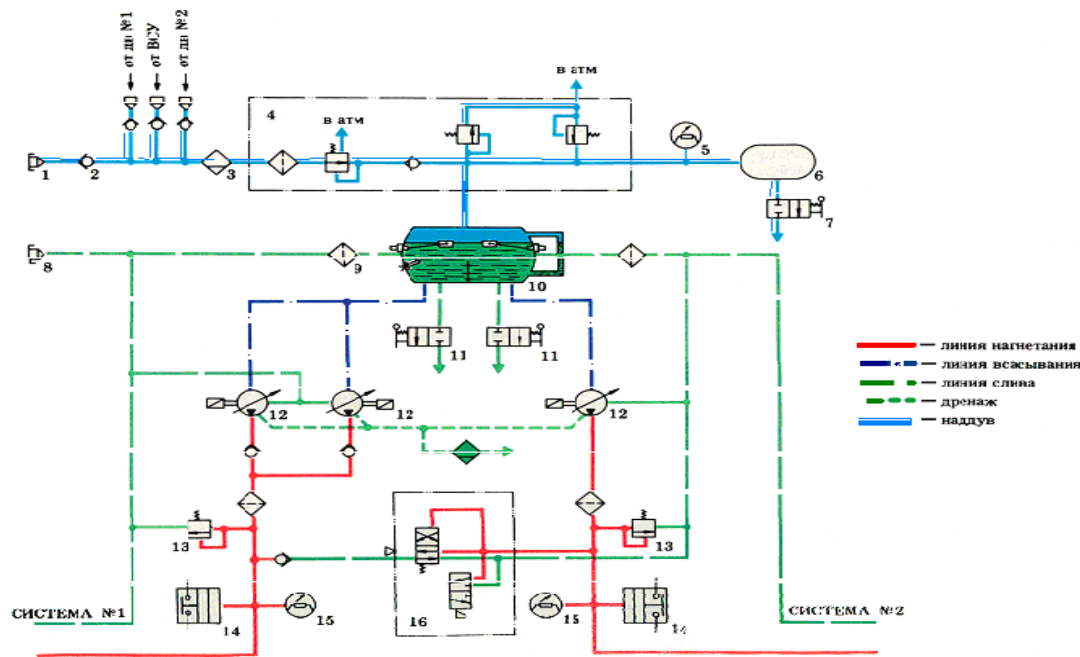 от дв №1
от ВСУ
от дв №2
в атм
4
в атм
5
1
2
3
6
7
8
9
10
11
11
12
12
12
— линия нагнетания
— линия всасывания
— линия слива
— дренаж
— наддув
13
13
СИСТЕМА №1
14
15
16
15
14
СИСТЕМА №2